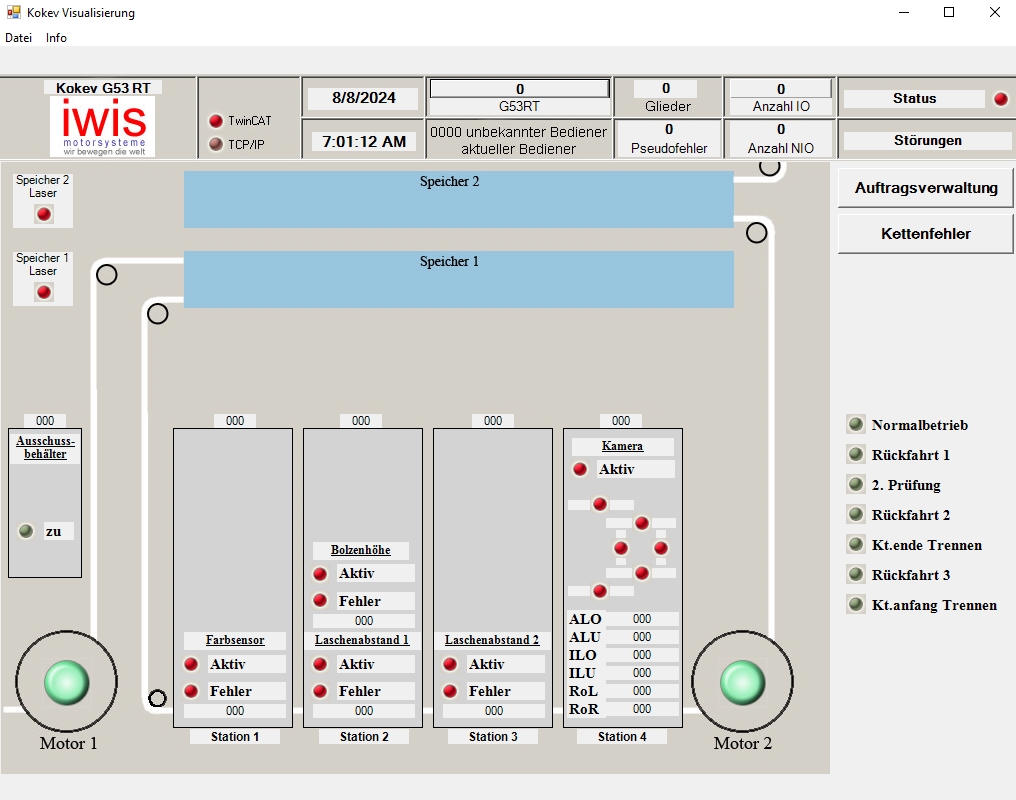 Kokev Visualisierung
Datei Info
Kokev G53 RT
iwis
motorsysteme
wir bewegen die welt
TwinCAT
TCP/IP
8/8/2024
7:01:12 AM
0
G53RT
0000 unbekannter Bediener
aktueller Bediener
0
Glieder
0
Pseudofehler
0
Anzahl IO
0
Anzahl NIO
Status
Störungen
Speicher 2
Laser
Speicher 2
Speicher 1
Laser
Speicher 1
Auftragsverwaltung
Kettenfehler
000
Ausschuss-
behälter
zu
Motor 1
000
Farbsensor
Aktiv
Fehler
000
Station 1
000
Bolzenhöhe
Aktiv
Fehler
000
Laschenabstand 1
Aktiv
Fehler
000
Station 2
000
Laschenabstand 2
Aktiv
Fehler
000
Station 3
000
Kamera
Aktiv
ALO 000
ALU 000
ILO 000
ILU 000
RoL 000
RoR 000
Station 4
Motor 2
Normalbetrieb
Rückfahrt 1
2. Prüfung
Rückfahrt 2
Kt.ende Trennen
Rückfahrt 3
Kt.anfang Trennen